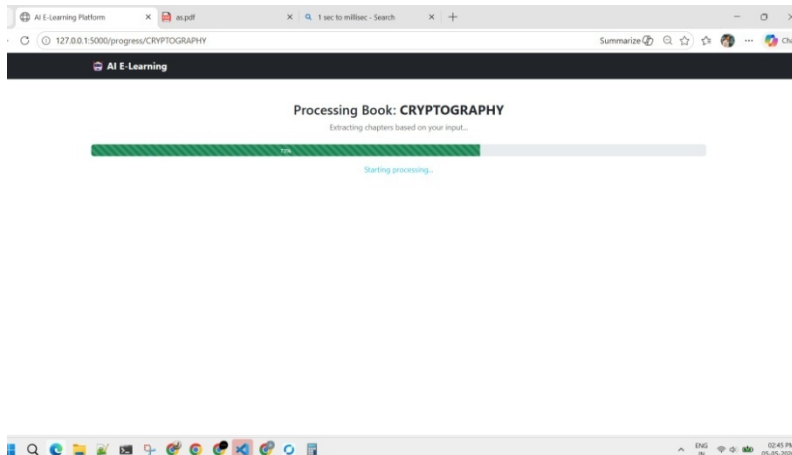 AI E-Learning Platform
as.pdf
1 sec to millisec - Search
127.0.0.1:5000/progress/CRYPTOGRAPHY
Summarize
AI E-Learning
Processing Book: CRYPTOGRAPHY
Extracting chapters based on your input...
Starting processing...
ENG
IN
02:45 PM